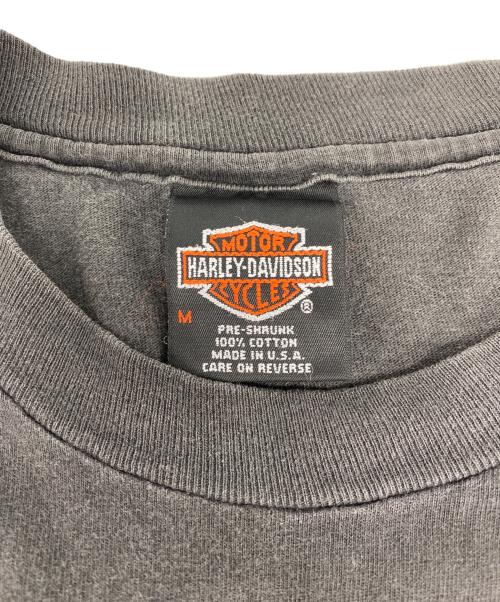 MOTOR
HARLEY-DAVIDSON
CYCLES
®
M
PRE-SHRUNK
100% COTTON
MADE IN U.S.A.
CARE ON REVERSE